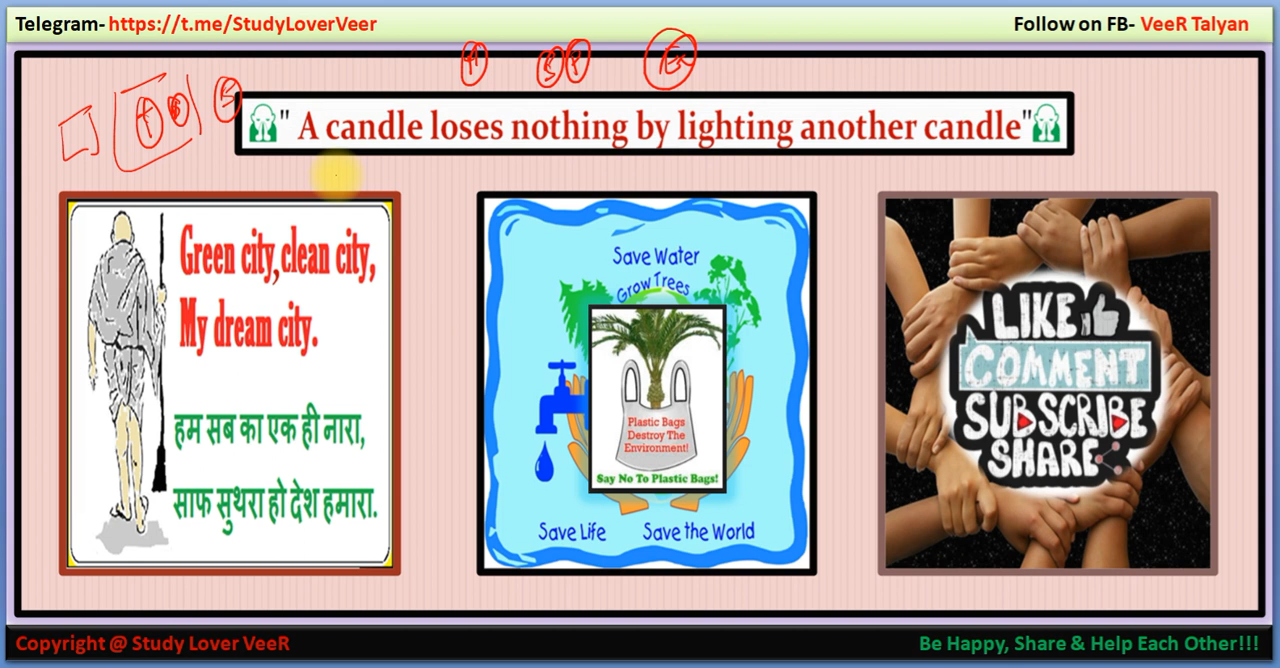 Telegram- https://t.me/StudyLoverVeer
Follow on FB- VeeR Talyan
" A candle loses nothing by lighting another candle"
Green city, clean city,
My dream city.
हम सब का एक ही नारा,
साफ सुथरा हो देश हमारा.
Save Water
Grow Trees
Plastic Bags
Destroy The
Environment!
Say No To Plastic Bags!
Save Life
Save the World
LIKE
COMMENT
SUBSCRIBE
SHARE
Copyright @ Study Lover VeeR
Be Happy, Share & Help Each Other!!!